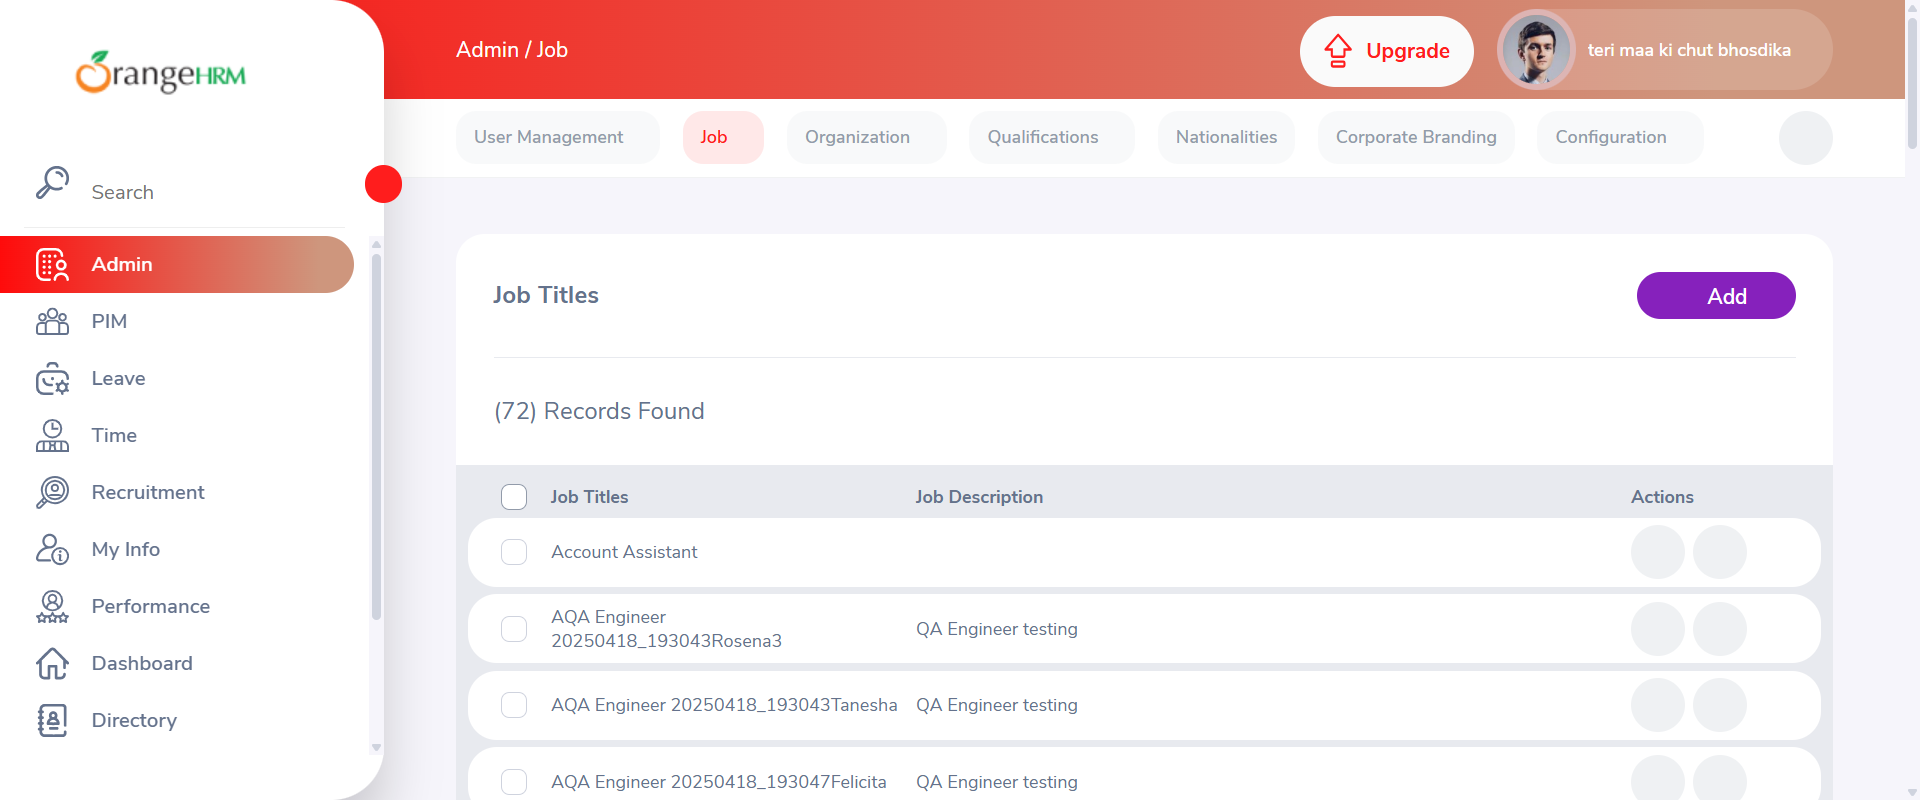 OrangeHRM
Admin / Job
Upgrade
teri maa ki chut bhosdika
User Management
Job
Organization
Qualifications
Nationalities
Corporate Branding
Configuration
Search
Admin
PIM
Leave
Time
Recruitment
My Info
Performance
Dashboard
Directory
Job Titles
Add
(72) Records Found
Job Titles
Job Description
Actions
Account Assistant
AQA Engineer
20250418_193043Rosena3
QA Engineer testing
AQA Engineer 20250418_193043Tanesha
QA Engineer testing
AQA Engineer 20250418_193047Felicita
QA Engineer testing